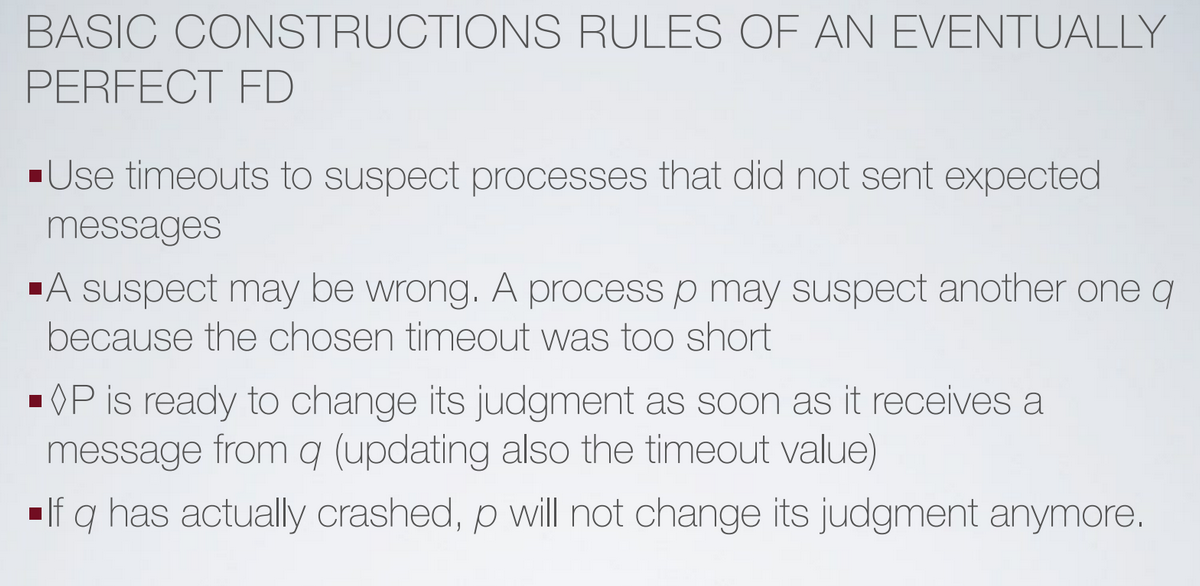 BASIC CONSTRUCTIONS RULES OF AN EVENTUALLY
PERFECT FD
▪Use timeouts to suspect processes that did not sent expected
messages
▪A suspect may be wrong. A process p may suspect another one q
because the chosen timeout was too short
▪◊P is ready to change its judgment as soon as it receives a
message from q (updating also the timeout value)
▪If q has actually crashed, p will not change its judgment anymore.